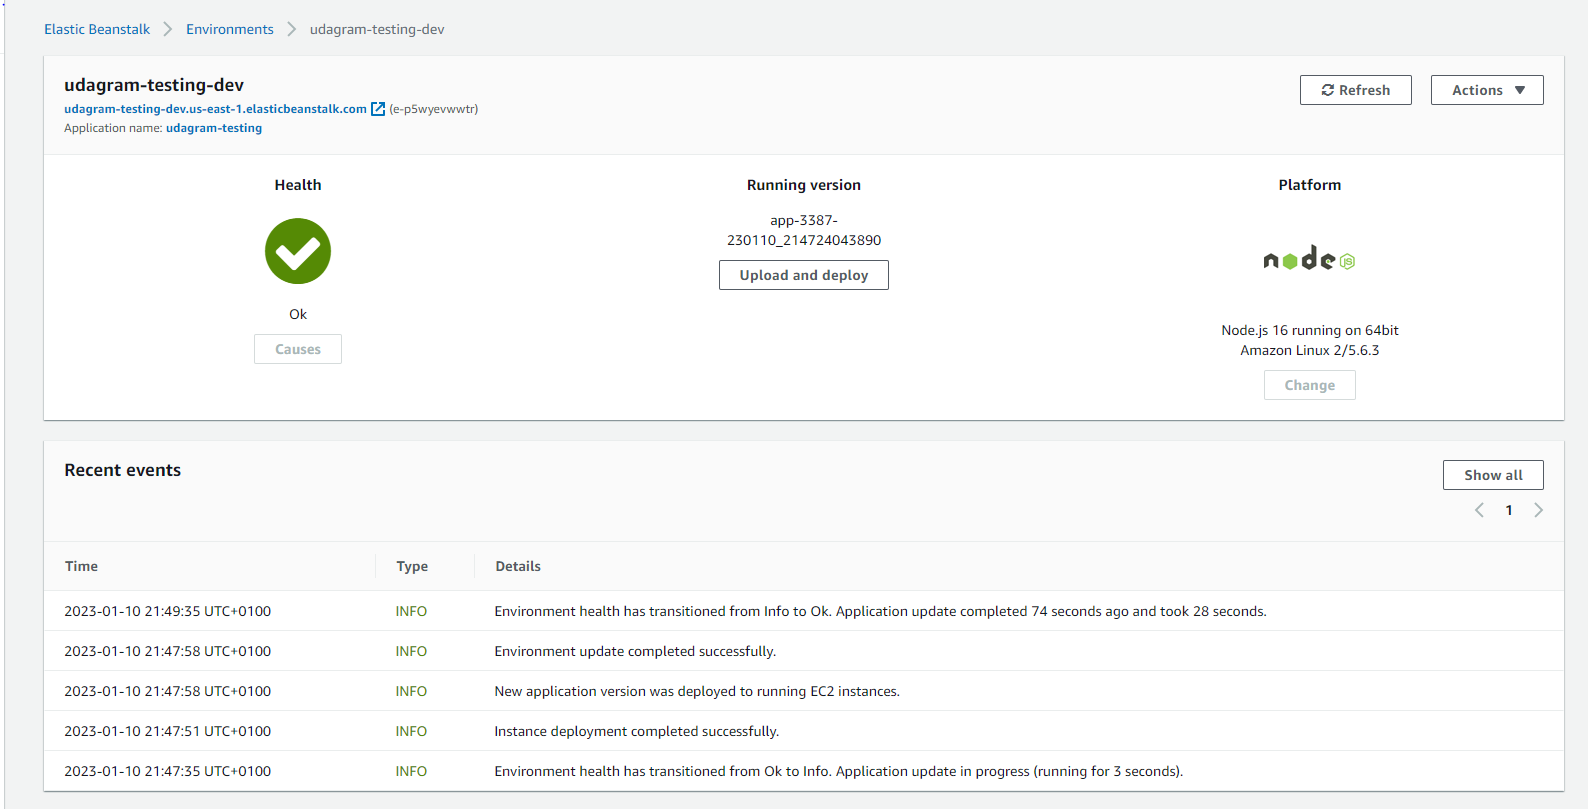 Elastic Beanstalk > Environments > udagram-testing-dev
udagram-testing-dev
Refresh
Actions
udagram-testing-dev.us-east-1.elasticbeanstalk.com (e-p5wyevwwtr)
Application name: udagram-testing
Health
Ok
Causes
Running version
app-3387-
230110_214724043890
Upload and deploy
Platform
node JS
Node.js 16 running on 64bit
Amazon Linux 2/5.6.3
Change
Recent events
Show all
1
Time Type Details
2023-01-10 21:49:35 UTC+0100 INFO Environment health has transitioned from Info to Ok. Application update completed 74 seconds ago and took 28 seconds.
2023-01-10 21:47:58 UTC+0100 INFO Environment update completed successfully.
2023-01-10 21:47:58 UTC+0100 INFO New application version was deployed to running EC2 instances.
2023-01-10 21:47:51 UTC+0100 INFO Instance deployment completed successfully.
2023-01-10 21:47:35 UTC+0100 INFO Environment health has transitioned from Ok to Info. Application update in progress (running for 3 seconds).